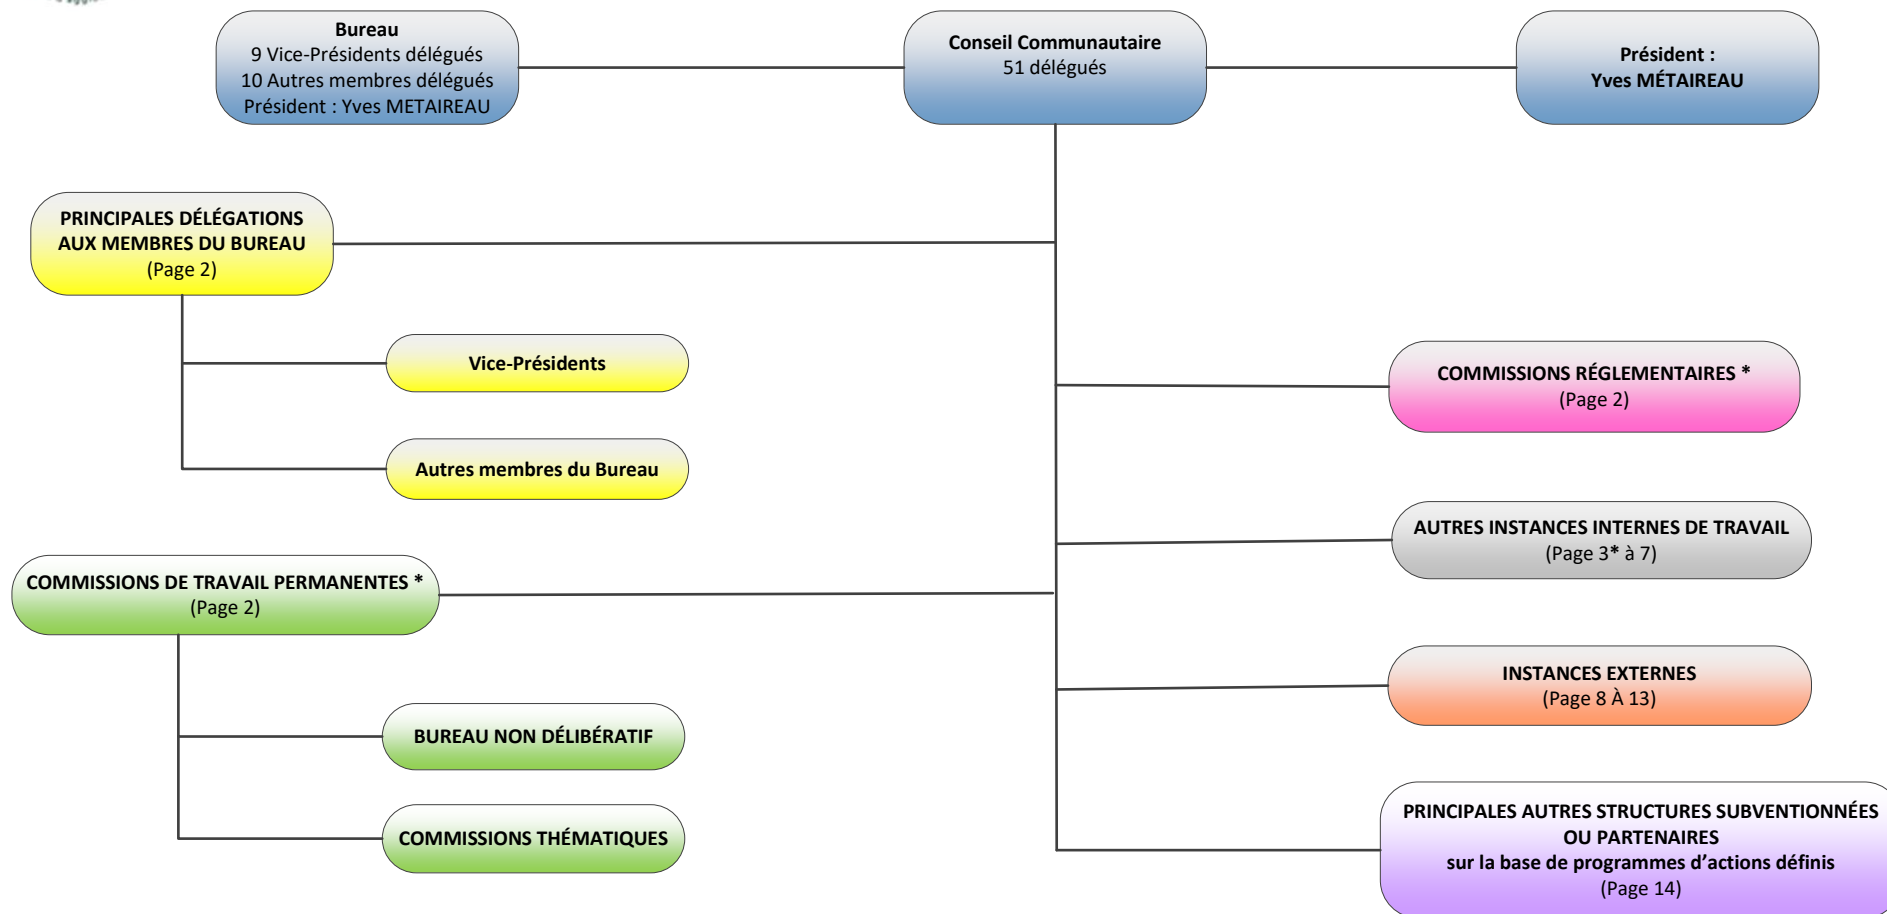 Bureau
9 Vice-Présidents délégués
10 Autres membres délégués
Président : Yves METAIREAU
Conseil Communautaire
51 délégués
Président :
Yves MÉTAIREAU
PRINCIPALES DÉLÉGATIONS
AUX MEMBRES DU BUREAU
(Page 2)
Vice-Présidents
Autres membres du Bureau
COMMISSIONS RÉGLEMENTAIRES *
(Page 2)
AUTRES INSTANCES INTERNES DE TRAVAIL
(Page 3* à 7)
COMMISSIONS DE TRAVAIL PERMANENTES *
(Page 2)
BUREAU NON DÉLIBÉRATIF
COMMISSIONS THÉMATIQUES
INSTANCES EXTERNES
(Page 8 À 13)
PRINCIPALES AUTRES STRUCTURES SUBVENTIONNÉES
OU PARTENAIRES
sur la base de programmes d’actions définis
(Page 14)